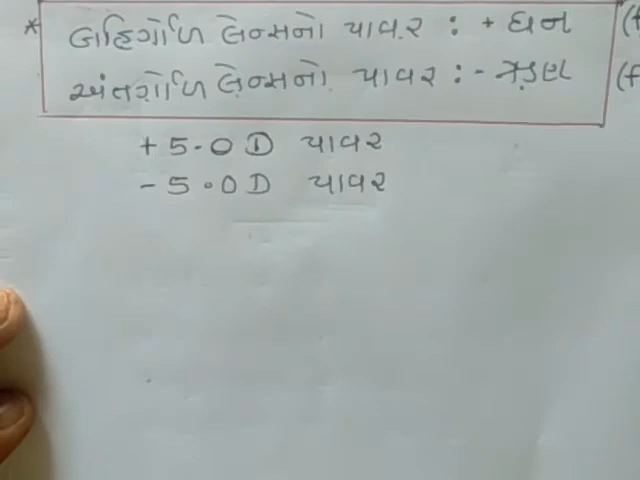 * બહિર્ગોળ લેન્સનો પાવર : + ધન (f
અંતર્ગોળ લેન્સનો પાવર : - ઋણ (f
+ 5.0 D પાવર
- 5.0 D પાવર